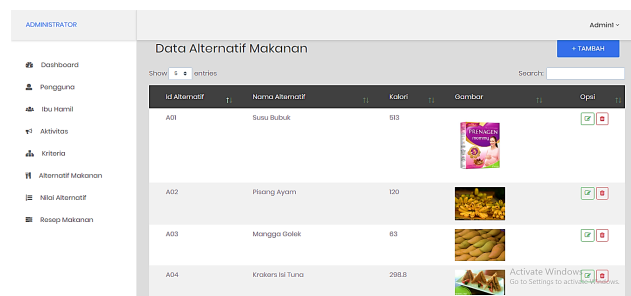 ADMINISTRATOR
Admin1
Dashboard
Pengguna
Ibu Hamil
Aktivitas
Kriteria
Alternatif Makanan
Nilai Alternatif
Resep Makanan
Data Alternatif Makanan
+ TAMBAH
Show 5 entries
Search:
Id Alternatif Nama Alternatif Kalori Gambar Opsi
A01 Susu Bubuk 513
PRENAGEN
mommy
A02 Pisang Ayam 120
A03 Mangga Golek 63
A04 Krakers Isi Tuna 298.8
Activate Windows
Go to Settings to activate Windows.